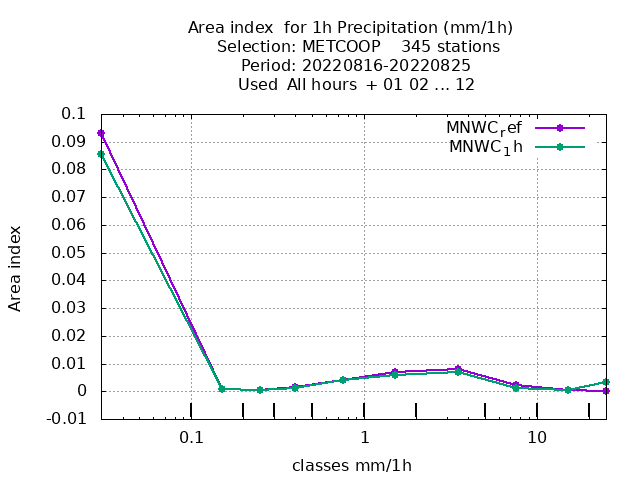 Area index  for 1h Precipitation (mm/1h)
Selection: METCOOP    345 stations
Period: 20220816-20220825
Used  All hours  + 01 02 ... 12
MNWC_ref
MNWC_1h
0.1
0.09
0.08
0.07
0.06
0.05
0.04
0.03
0.02
0.01
0
-0.01
Area index
0.1
1
10
classes mm/1h